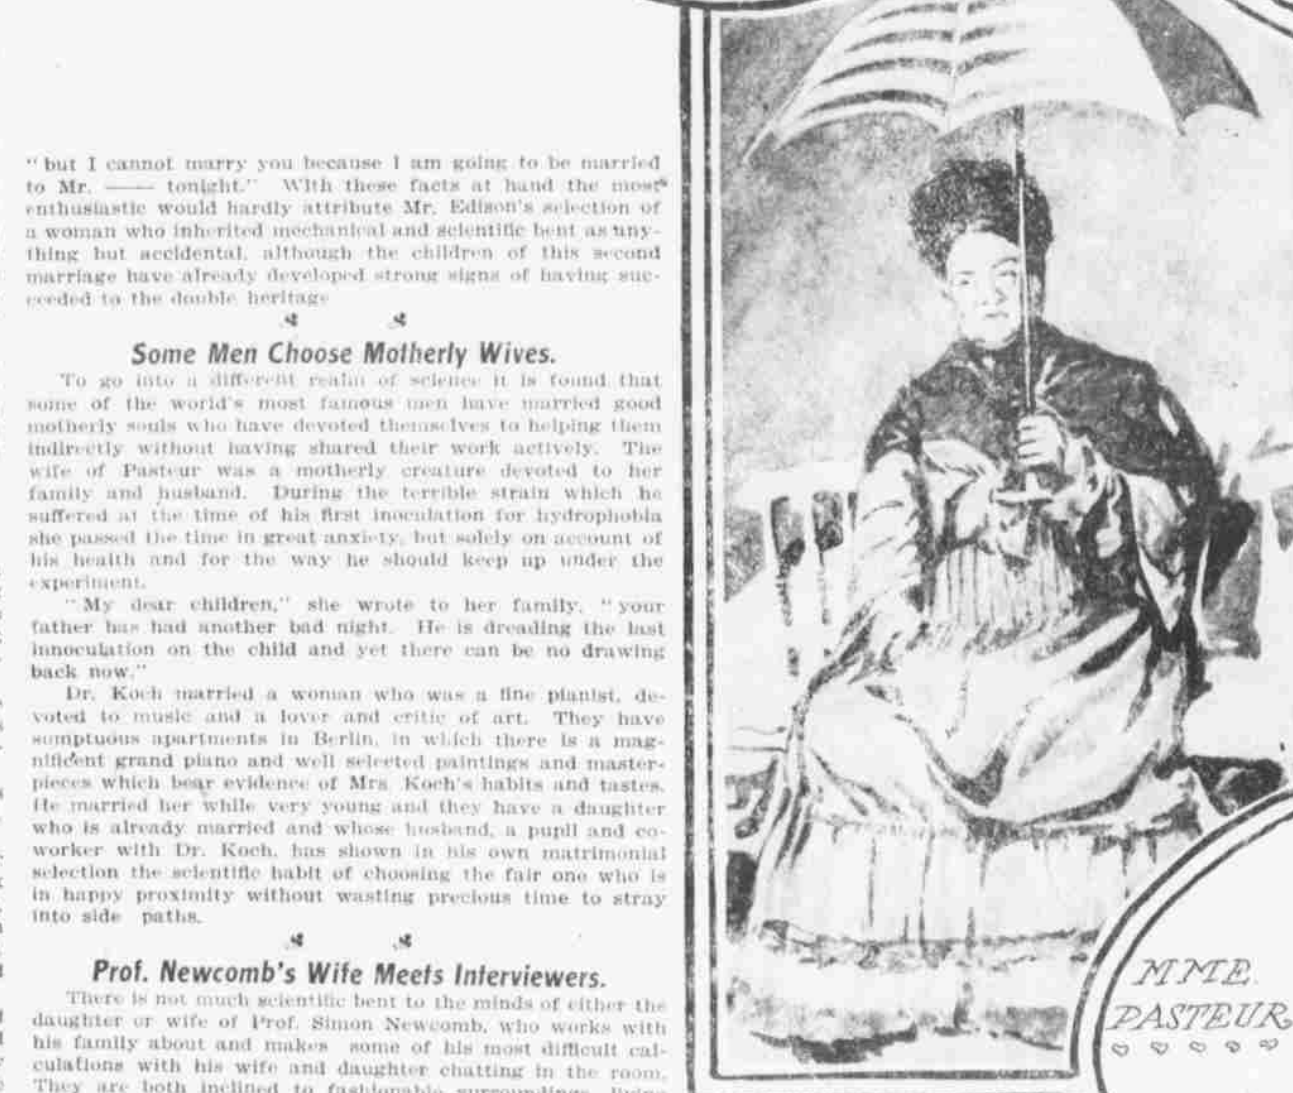 “but I cannot marry you because I am going to be married
to Mr. —— tonight.” With these facts at hand the most
enthusiastic would hardly attribute Mr. Edison's selection of
a woman who inherited mechanical and scientific bent as any-
thing but accidental, although the children of this second
marriage have already developed strong signs of having suc-
ceeded to the double heritage
Some Men Choose Motherly Wives.
To go into a different realm of science it is found that
some of the world's most famous men have married good
motherly souls who have devoted themselves to helping them
indirectly without having shared their work actively. The
wife of Pasteur was a motherly creature devoted to her
family and husband. During the terrible strain which he
suffered at the time of his first inoculation for hydrophobia
she passed the time in great anxiety, but solely on account of
his health and for the way he should keep up under the
experiment.
“My dear children,” she wrote to her family, “your
father has had another bad night. He is dreading the last
innoculation on the child and yet there can be no drawing
back now.”
Dr. Koch married a woman who was a fine pianist, de-
voted to music and a lover and critic of art. They have
sumptuous apartments in Berlin, in which there is a mag-
nificent grand piano and well selected paintings and master-
pieces which bear evidence of Mrs Koch's habits and tastes.
He married her while very young and they have a daughter
who is already married and whose husband, a pupil and co-
worker with Dr. Koch, has shown in his own matrimonial
selection the scientific habit of choosing the fair one who is
in happy proximity without wasting precious time to stray
into side paths.
Prof. Newcomb's Wife Meets Interviewers.
There is not much scientific bent to the minds of either the
daughter or wife of Prof. Simon Newcomb, who works with
his family about and makes some of his most difficult cal-
culations with his wife and daughter chatting in the room.
They are both inclined to fashionable surroundings, living
MME.
PASTEUR